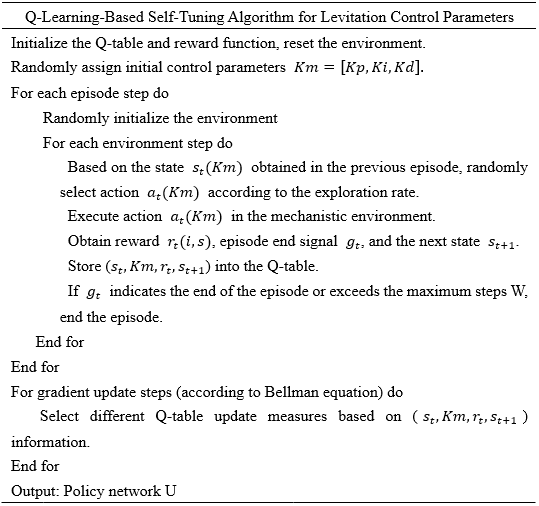 Q-Learning-Based Self-Tuning Algorithm for Levitation Control Parameters
Initialize the Q-table and reward function, reset the environment.
Randomly assign initial control parameters Km = [Kp, Ki, Kd].
For each episode step do
Randomly initialize the environment
For each environment step do
Based on the state s_t(Km) obtained in the previous episode, randomly
select action a_t(Km) according to the exploration rate.
Execute action a_t(Km) in the mechanistic environment.
Obtain reward r_t(i, s), episode end signal g_t, and the next state s_{t+1}.
Store (s_t, Km, r_t, s_{t+1}) into the Q-table.
If g_t indicates the end of the episode or exceeds the maximum steps W,
end the episode.
End for
End for
For gradient update steps (according to Bellman equation) do
Select different Q-table update measures based on ( s_t, Km, r_t, s_{t+1} )
information.
End for
Output: Policy network U